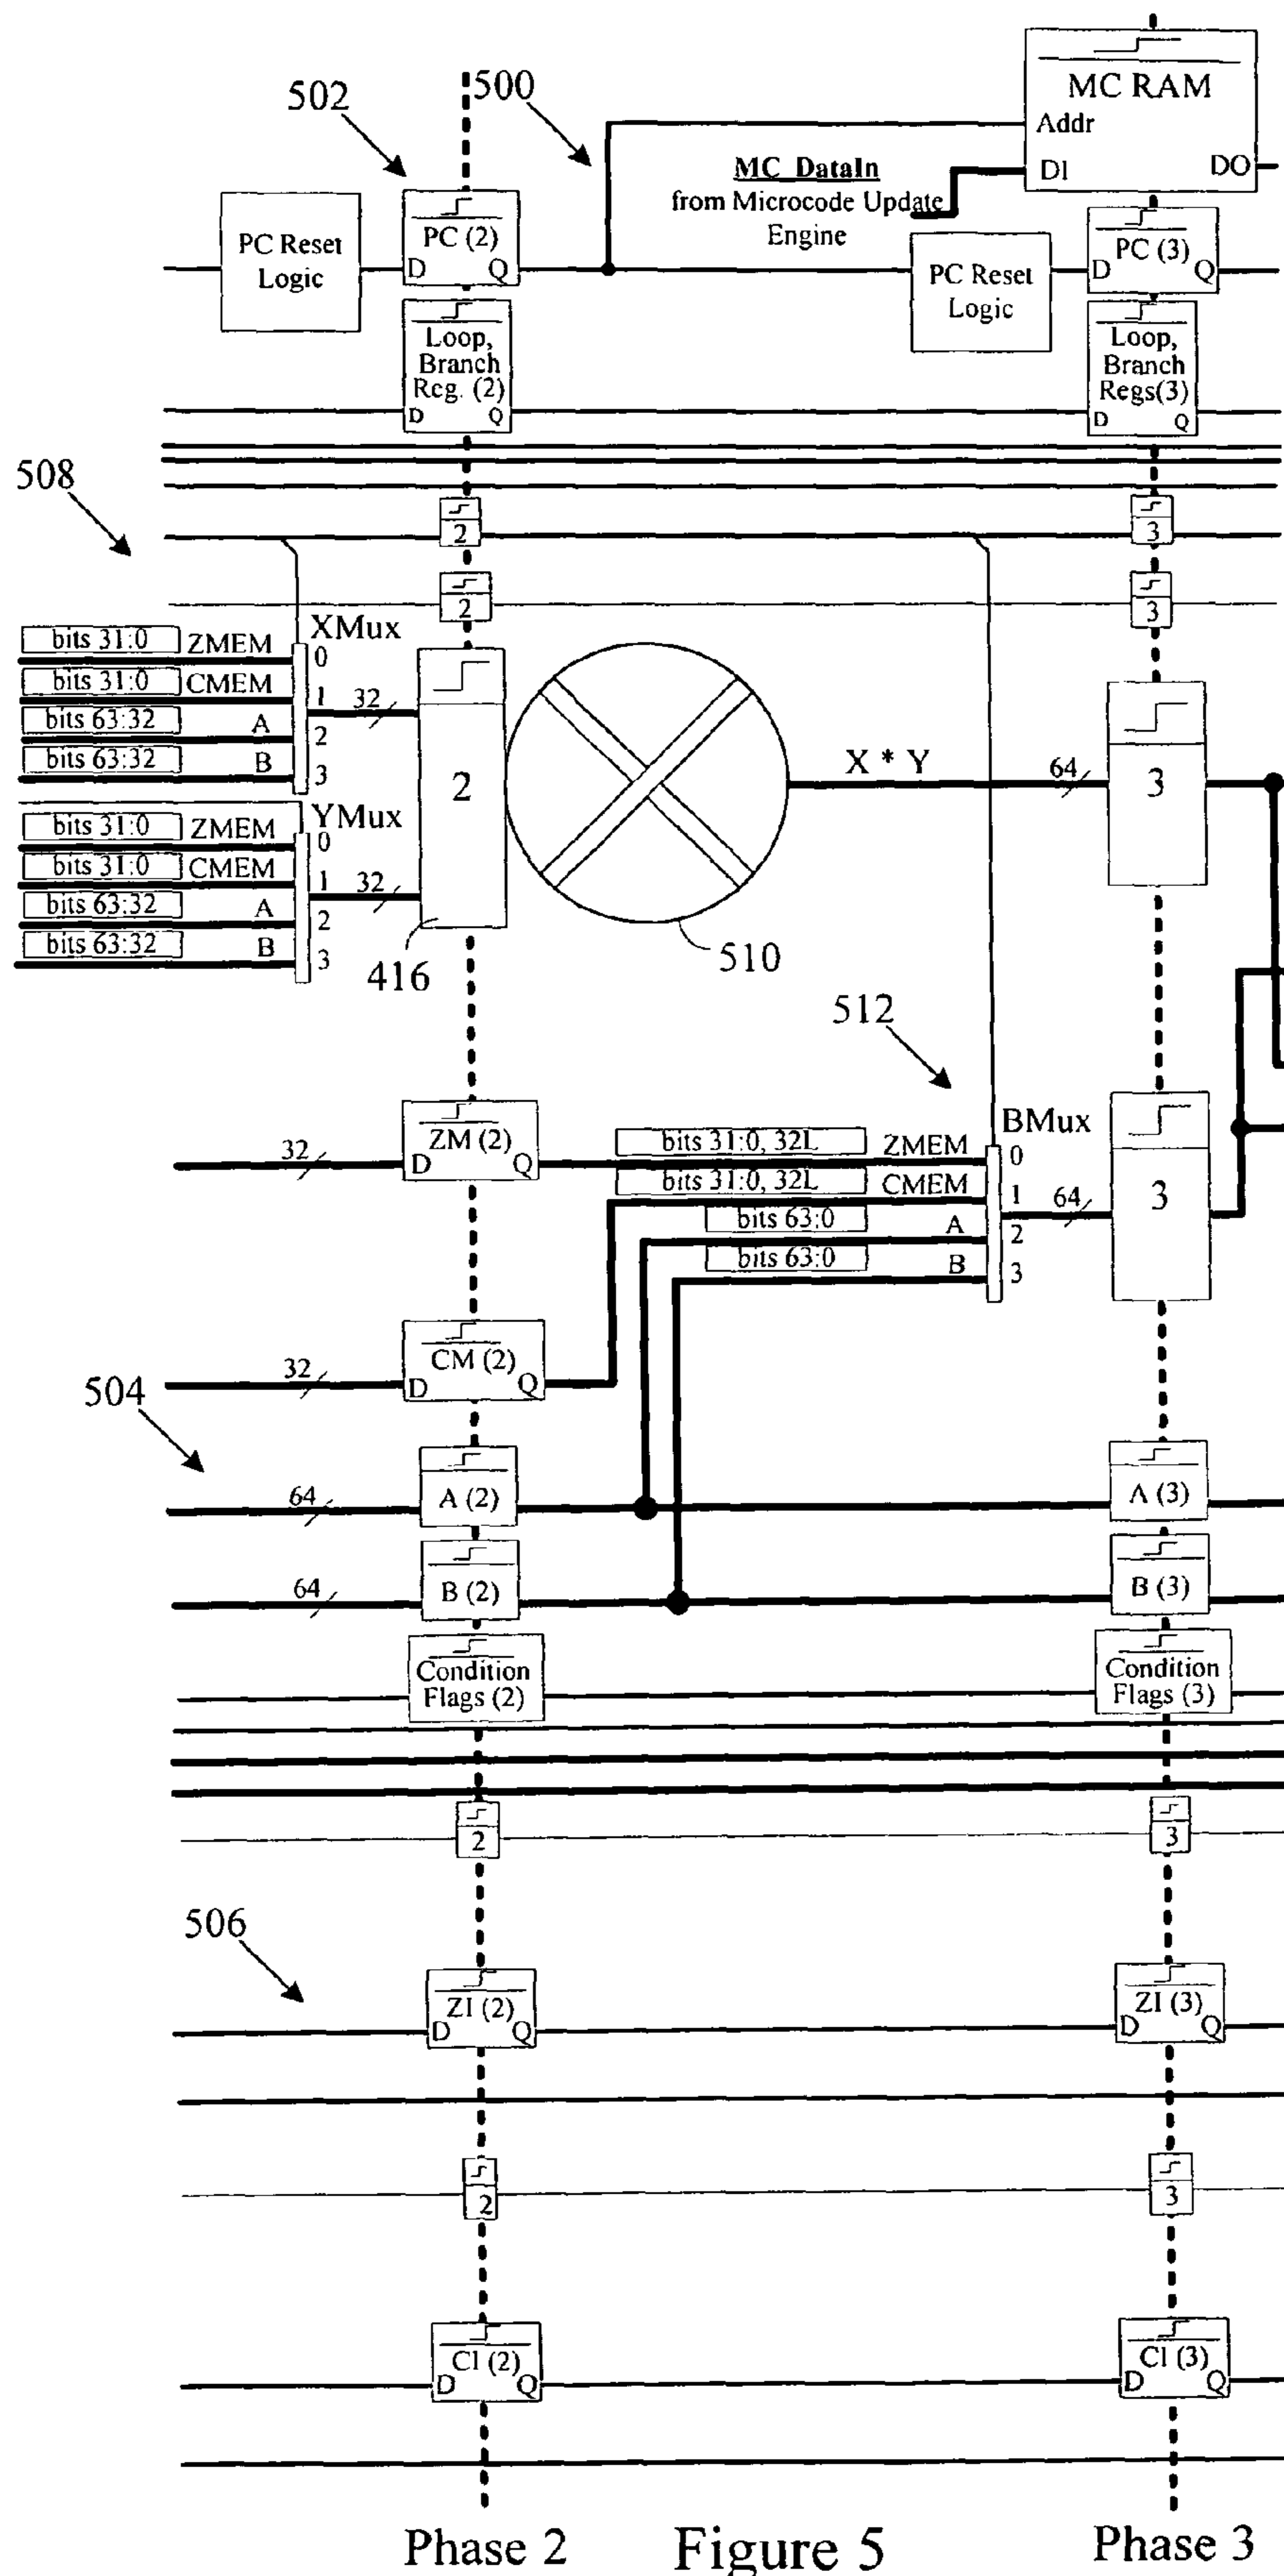 502
500
MC RAM
Addr
DI
DO
MC DataIn
from Microcode Update
Engine
PC Reset
Logic
PC (2)
D Q
PC Reset
Logic
PC (3)
D Q
Loop,
Branch
Reg. (2)
D Q
Loop,
Branch
Regs(3)
D Q
508
2
3
2
3
XMux
bits 31:0 ZMEM 0
bits 31:0 CMEM 1
bits 63:32 A 2
bits 63:32 B 3
32
YMux
bits 31:0 ZMEM 0
bits 31:0 CMEM 1
bits 63:32 A 2
bits 63:32 B 3
32
2
416
510
X * Y
64
3
512
BMux
32
ZM (2)
D Q
bits 31:0, 32L ZMEM 0
bits 31:0, 32L CMEM 1
bits 63:0 A 2
bits 63:0 B 3
64
3
32
CM (2)
D Q
504
64
A (2)
A (3)
64
B (2)
B (3)
Condition
Flags (2)
Condition
Flags (3)
2
3
506
ZI (2)
D Q
ZI (3)
D Q
2
3
CI (2)
D Q
CI (3)
D Q
Phase 2 Figure 5 Phase 3